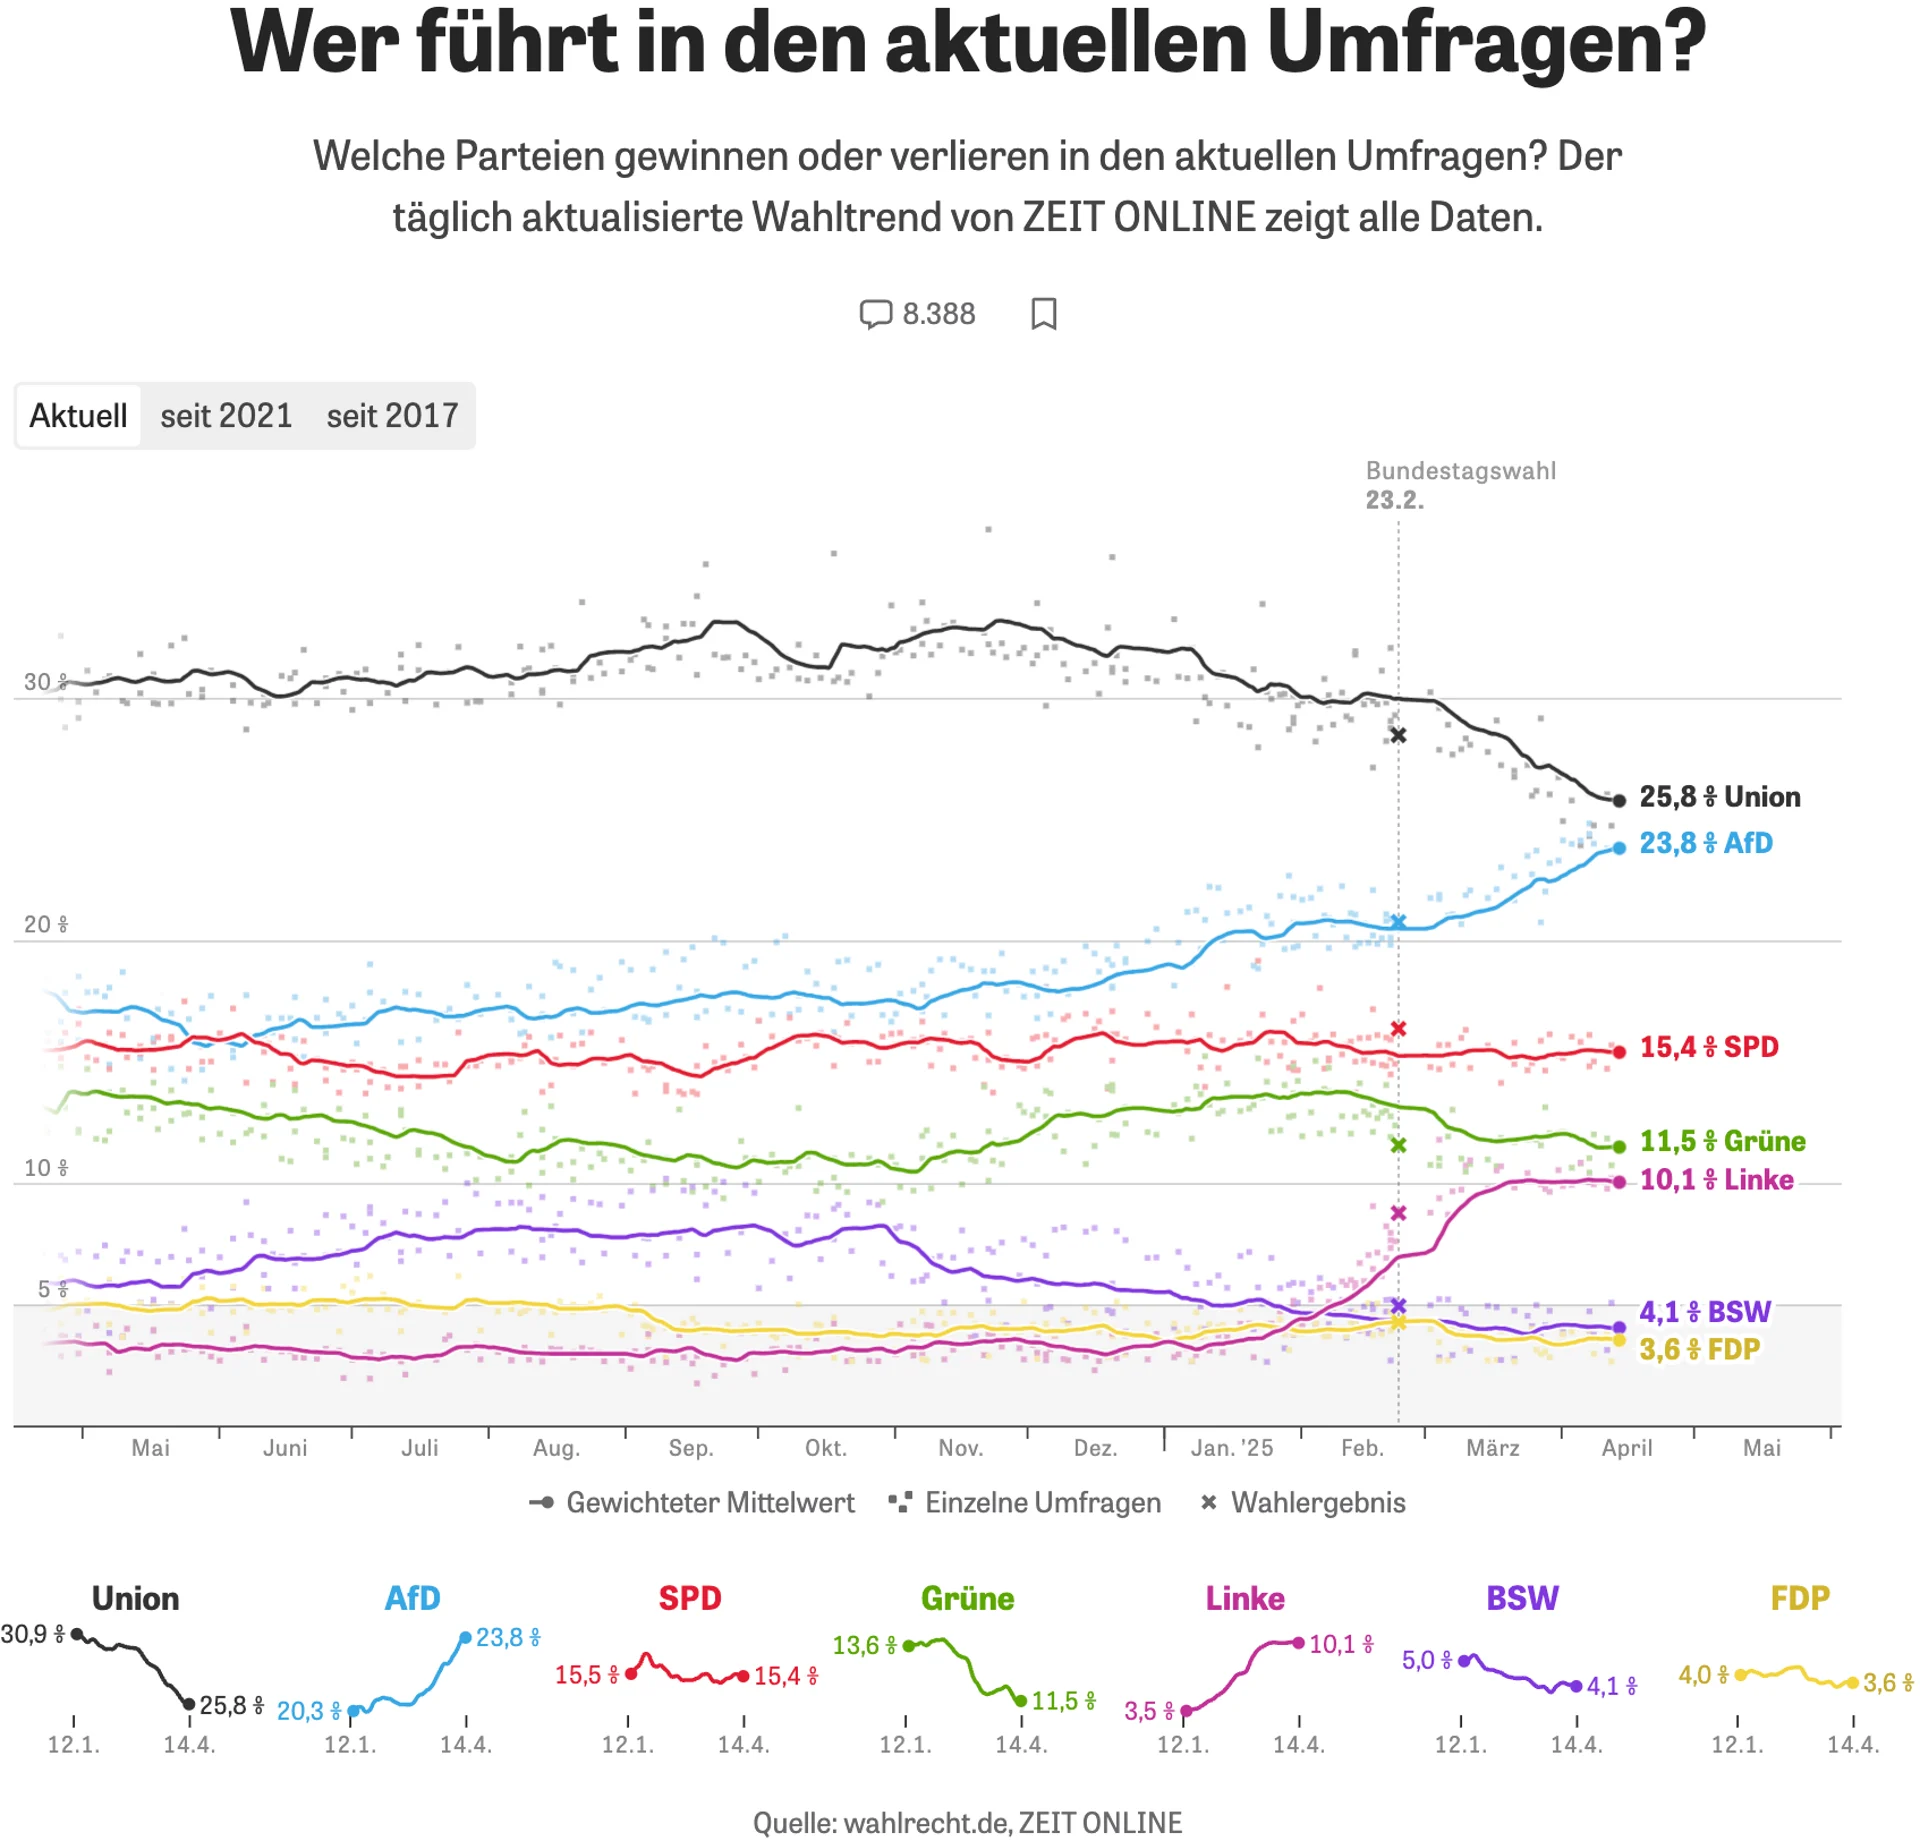 Wer führt in den aktuellen Umfragen?
Welche Parteien gewinnen oder verlieren in den aktuellen Umfragen? Der
täglich aktualisierte Wahltrend von ZEIT ONLINE zeigt alle Daten.
8.388
Aktuell seit 2021 seit 2017
Bundestagswahl
23.2.
30 %
25,8 % Union
23,8 % AfD
20 %
15,4 % SPD
11,5 % Grüne
10 %
10,1 % Linke
5 %
4,1 % BSW
3,6 % FDP
Mai Juni Juli Aug. Sep. Okt. Nov. Dez. Jan. '25 Feb. März April Mai
Gewichteter Mittelwert Einzelne Umfragen Wahlergebnis
Union AfD SPD Grüne Linke BSW FDP
30,9 % 25,8 % 20,3 % 23,8 % 15,5 % 15,4 % 13,6 % 11,5 % 3,5 % 10,1 % 5,0 % 4,1 % 4,0 % 3,6 %
12.1. 14.4. 12.1. 14.4. 12.1. 14.4. 12.1. 14.4. 12.1. 14.4. 12.1. 14.4. 12.1. 14.4.
Quelle: wahlrecht.de, ZEIT ONLINE